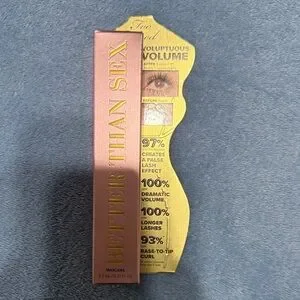 BETTER THAN SEX
MASCARA
Too
VOLUPTUOUS
VOLUME
97%
CREATES
A FALSE
LASH
EFFECT
100%
DRAMATIC
VOLUME
100%
LONGER
LASHES
93%
BASE-TO-TIP
CURL